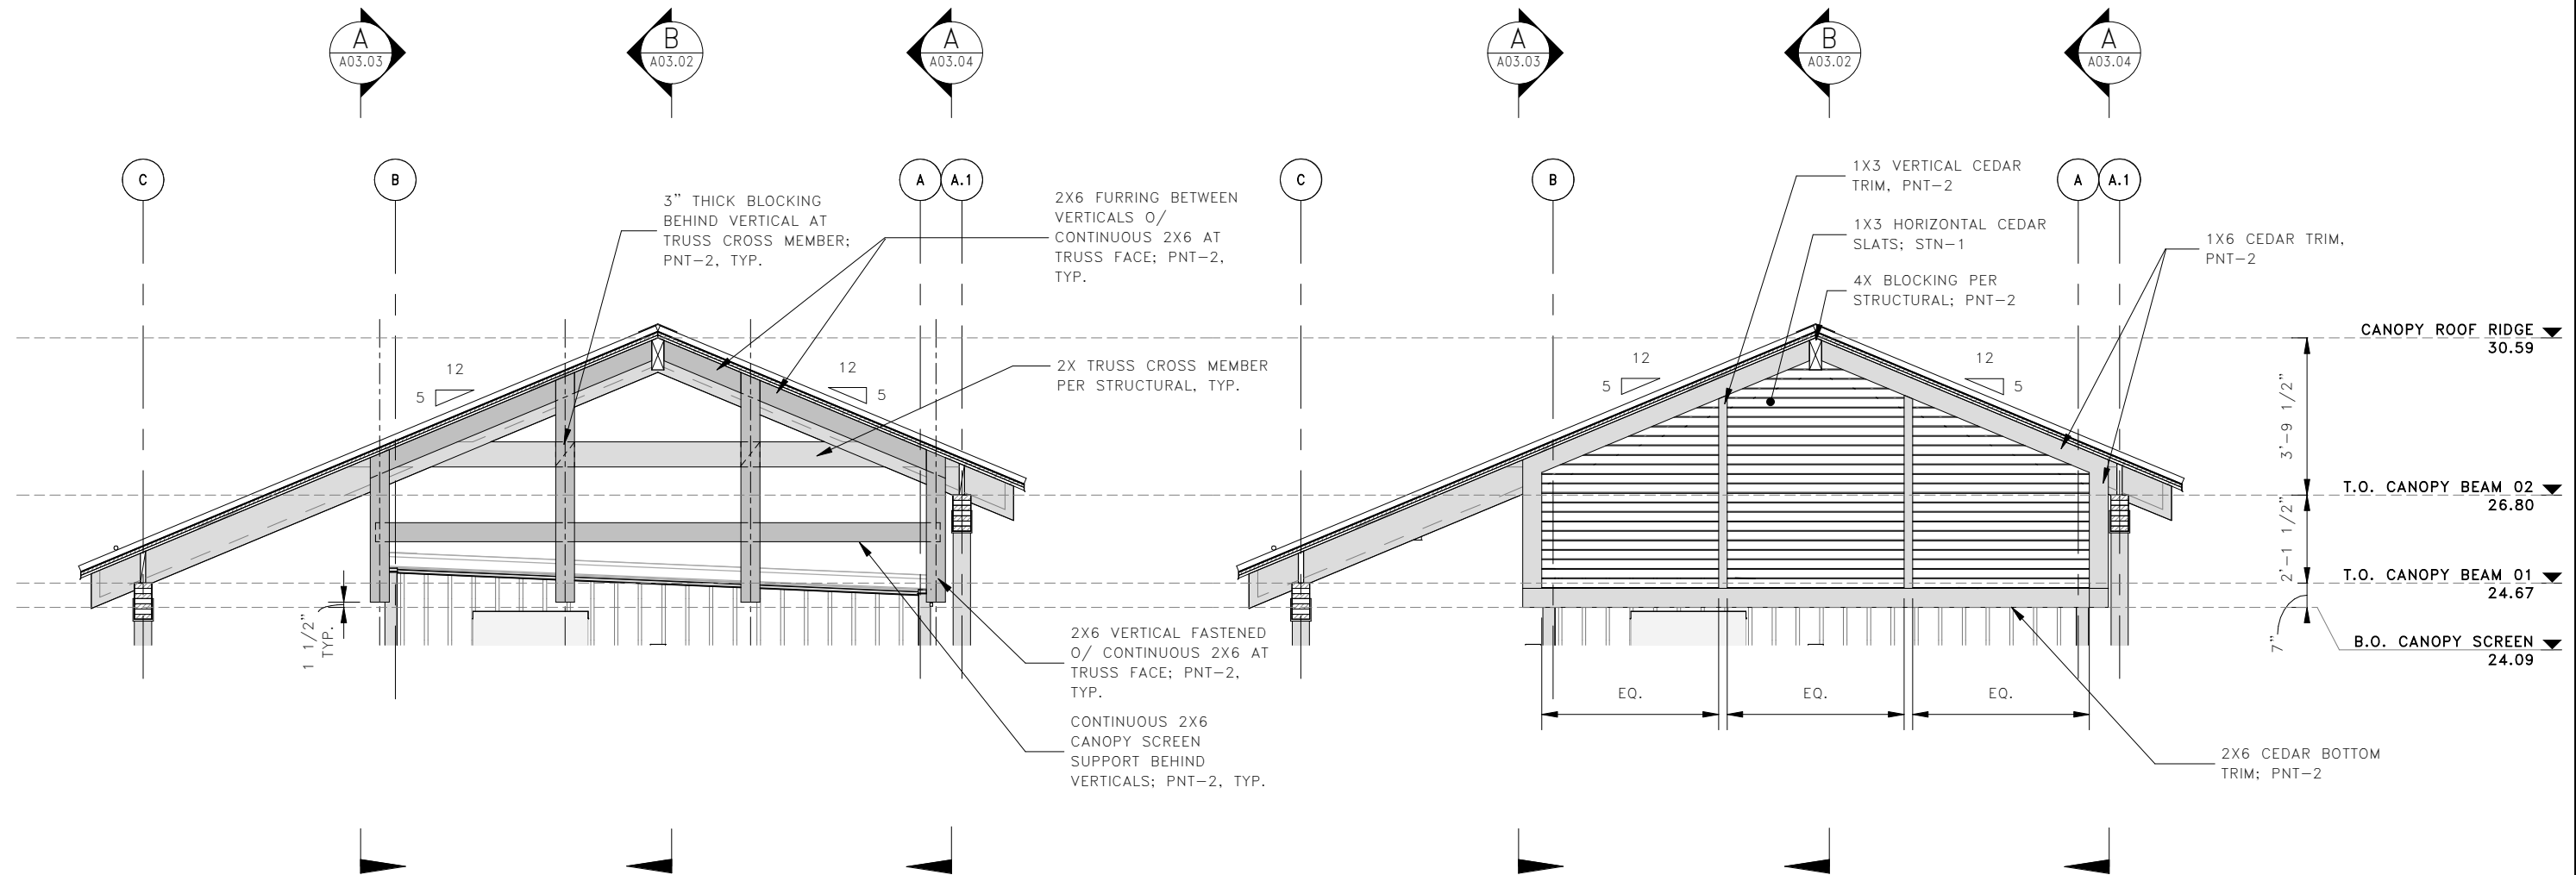 A
A03.03
B
A03.02
A
A03.04
A
A03.03
B
A03.02
A
A03.04
C
B
A
A.1
C
B
A
A.1
3" THICK BLOCKING
BEHIND VERTICAL AT
TRUSS CROSS MEMBER;
PNT-2, TYP.
2X6 FURRING BETWEEN
VERTICALS O/
CONTINUOUS 2X6 AT
TRUSS FACE; PNT-2,
TYP.
12
5
12
5
2X TRUSS CROSS MEMBER
PER STRUCTURAL, TYP.
1 1/2"
TYP.
2X6 VERTICAL FASTENED
O/ CONTINUOUS 2X6 AT
TRUSS FACE; PNT-2,
TYP.
CONTINUOUS 2X6
CANOPY SCREEN
SUPPORT BEHIND
VERTICALS; PNT-2, TYP.
1X3 VERTICAL CEDAR
TRIM, PNT-2
1X3 HORIZONTAL CEDAR
SLATS; STN-1
4X BLOCKING PER
STRUCTURAL; PNT-2
1X6 CEDAR TRIM,
PNT-2
12
5
12
5
EQ.
EQ.
EQ.
2X6 CEDAR BOTTOM
TRIM; PNT-2
3'-9 1/2"
2'-1 1/2"
7"
CANOPY ROOF RIDGE
30.59
T.O. CANOPY BEAM 02
26.80
T.O. CANOPY BEAM 01
24.67
B.O. CANOPY SCREEN
24.09